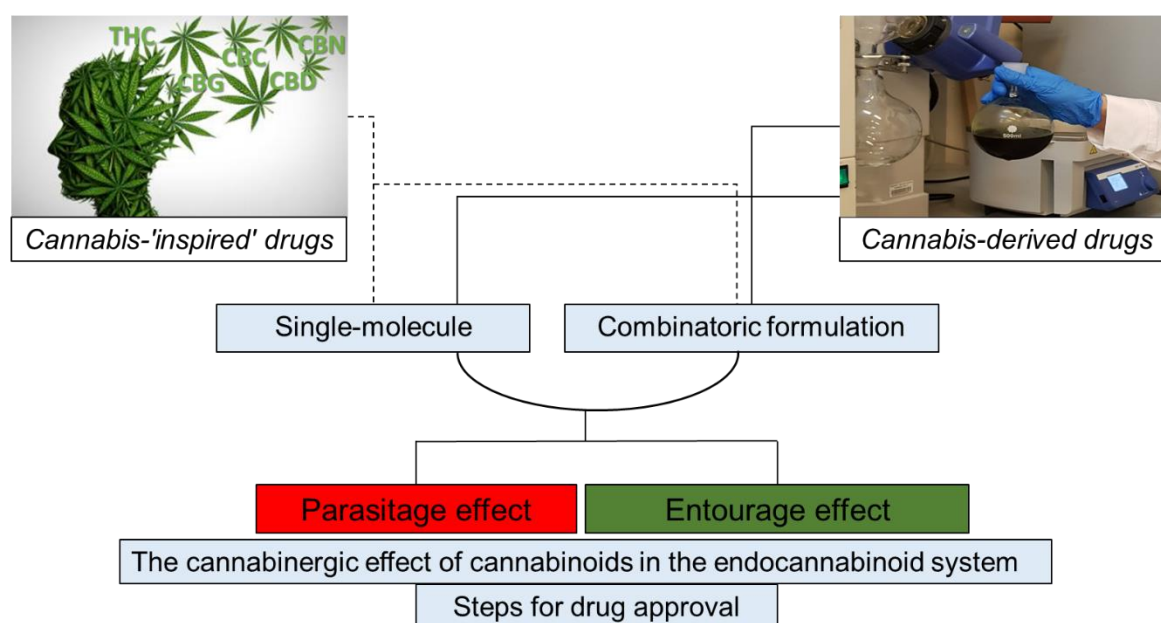 THC
CBC
CBN
CBG
CBD
500ml
Cannabis-'inspired' drugs
Cannabis-derived drugs
Single-molecule
Combinatoric formulation
Parasitage effect
Entourage effect
The cannabinergic effect of cannabinoids in the endocannabinoid system
Steps for drug approval